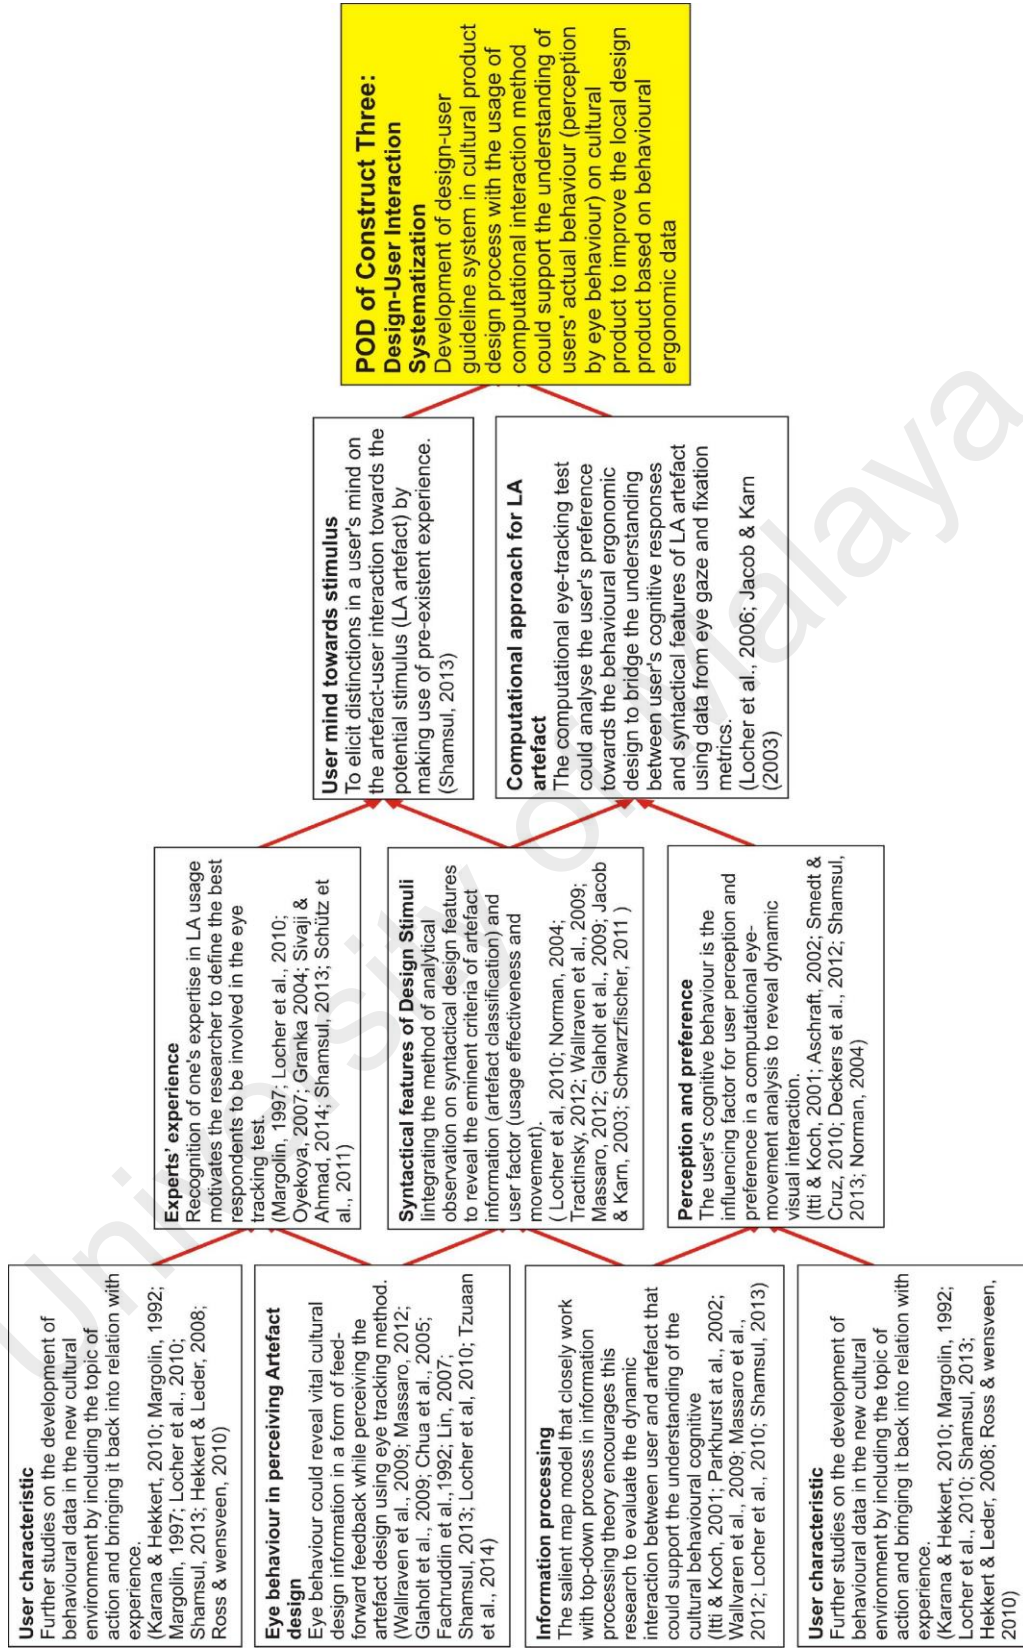 User characteristic
Further studies on the development of
behavioural data in the new cultural
environment by including the topic of
action and bringing it back into relation with
experience.
(Karana & Hekkert, 2010; Margolin, 1992;
Margolin, 1997; Locher et al., 2010;
Shamsul, 2013; Hekkert & Leder, 2008;
Ross & wensveen, 2010)
Eye behaviour in perceiving Artefact
design
Eye behaviour could reveal vital cultural
design information in a form of feed-
forward feedback while perceiving the
artefact design using eye tracking method.
(Wallraven et al., 2009; Massaro, 2012;
Glaholt et al., 2009; Chua et al., 2005;
Fachruddin et al.,1992; Lin, 2007;
Shamsul, 2013; Locher et al, 2010; Tzuaan
et al., 2014)
Information processing
The salient map model that closely work
with top-down process in information
processing theory encourages this
research to evaluate the dynamic
interaction between user and artefact that
could support the understanding of the
cultural behavioural cognitive
(Itti & Koch, 2001; Parkhurst at al., 2002;
Wallvaren et al., 2009; Massaro et al.,
2012; Locher et al., 2010; Shamsul, 2013)
User characteristic
Further studies on the development of
behavioural data in the new cultural
environment by including the topic of
action and bringing it back into relation with
experience.
(Karana & Hekkert, 2010; Margolin, 1992;
Locher et al., 2010; Shamsul, 2013;
Hekkert & Leder, 2008; Ross & wensveen,
2010)
Experts' experience
Recognition of one's expertise in LA usage
motivates the researcher to define the best
respondents to be involved in the eye
tracking test.
(Margolin, 1997; Locher et al., 2010;
Oyekoya, 2007; Granka 2004; Sivaji &
Ahmad, 2014; Shamsul, 2013; Schütz et
al., 2011)
Syntactical features of Design Stimuli
Iintegrating the method of analytical
observation on syntactical design features
to reveal the eminent criteria of artefact
information (artefact classification) and
user factor (usage effectiveness and
movement).
( Locher et al, 2010; Norman, 2004;
Tractinsky, 2012; Wallraven et al., 2009;
Massaro, 2012; Glaholt et al., 2009; Jacob
& Karn, 2003; Schwarzfischer, 2011 )
Perception and preference
The user's cognitive behaviour is the
influencing factor for user perception and
preference in a computational eye-
movement analysis to reveal dynamic
visual interaction.
(Itti & Koch, 2001; Aschraft, 2002; Smedt &
Cruz, 2010; Deckers et al., 2012; Shamsul,
2013; Norman, 2004)
User mind towards stimulus
To elicit distinctions in a user's mind on
the artefact-user interaction towards the
potential stimulus (LA artefact) by
making use of pre-existent experience.
(Shamsul, 2013)
Computational approach for LA
artefact
The computational eye-tracking test
could analyse the user's preference
towards the behavioural ergonomic
design to bridge the understanding
between user's cognitive responses
and syntactical features of LA artefact
using data from eye gaze and fixation
metrics.
(Locher et al., 2006; Jacob & Karn
(2003)
POD of Construct Three:
Design-User Interaction
Systematization
Development of design-user
guideline system in cultural product
design process with the usage of
computational interaction method
could support the understanding of
users' actual behaviour (perception
by eye behaviour) on cultural
product to improve the local design
product based on behavioural
ergonomic data
University of Malaya